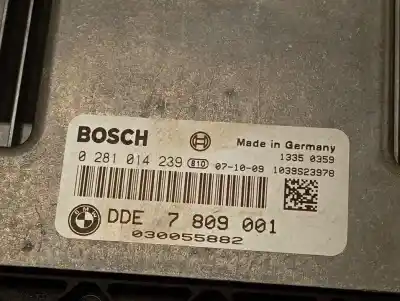 BOSCH Made in Germany
1335 0359
0 281 014 239 810 07-10-09 1039S23978
DDE 7 809 001
030055882